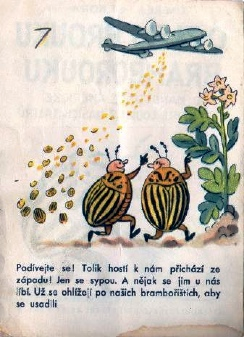 7
Podívejte se! Tolik hostí k nám přichází ze
západu! Jen se sypou. A nějak se jim u nás
líbí. Už se ohlížejí po našich bramborištích, aby
se usadili